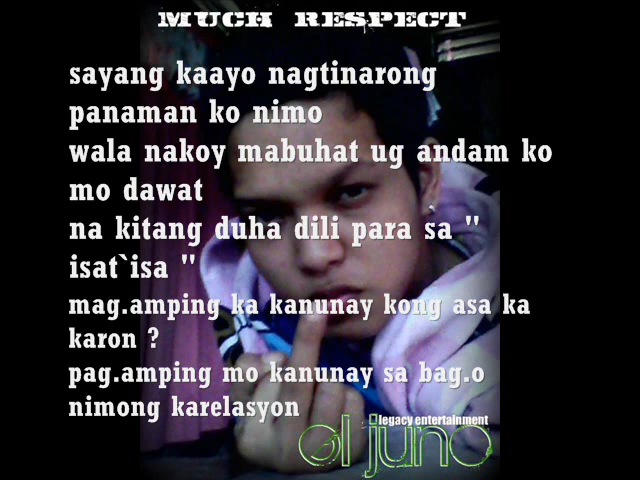 MUCH RESPECT
sayang kaayo nagtinarong
panaman ko nimo
wala nakoy mabuhat ug andam ko
mo dawat
na kitang duha dili para sa "
isat`isa "
mag.amping ka kanunay kong asa ka
karon ?
pag.amping mo kanunay sa bag.o
nimong karelasyon
legacy entertainment
el juno